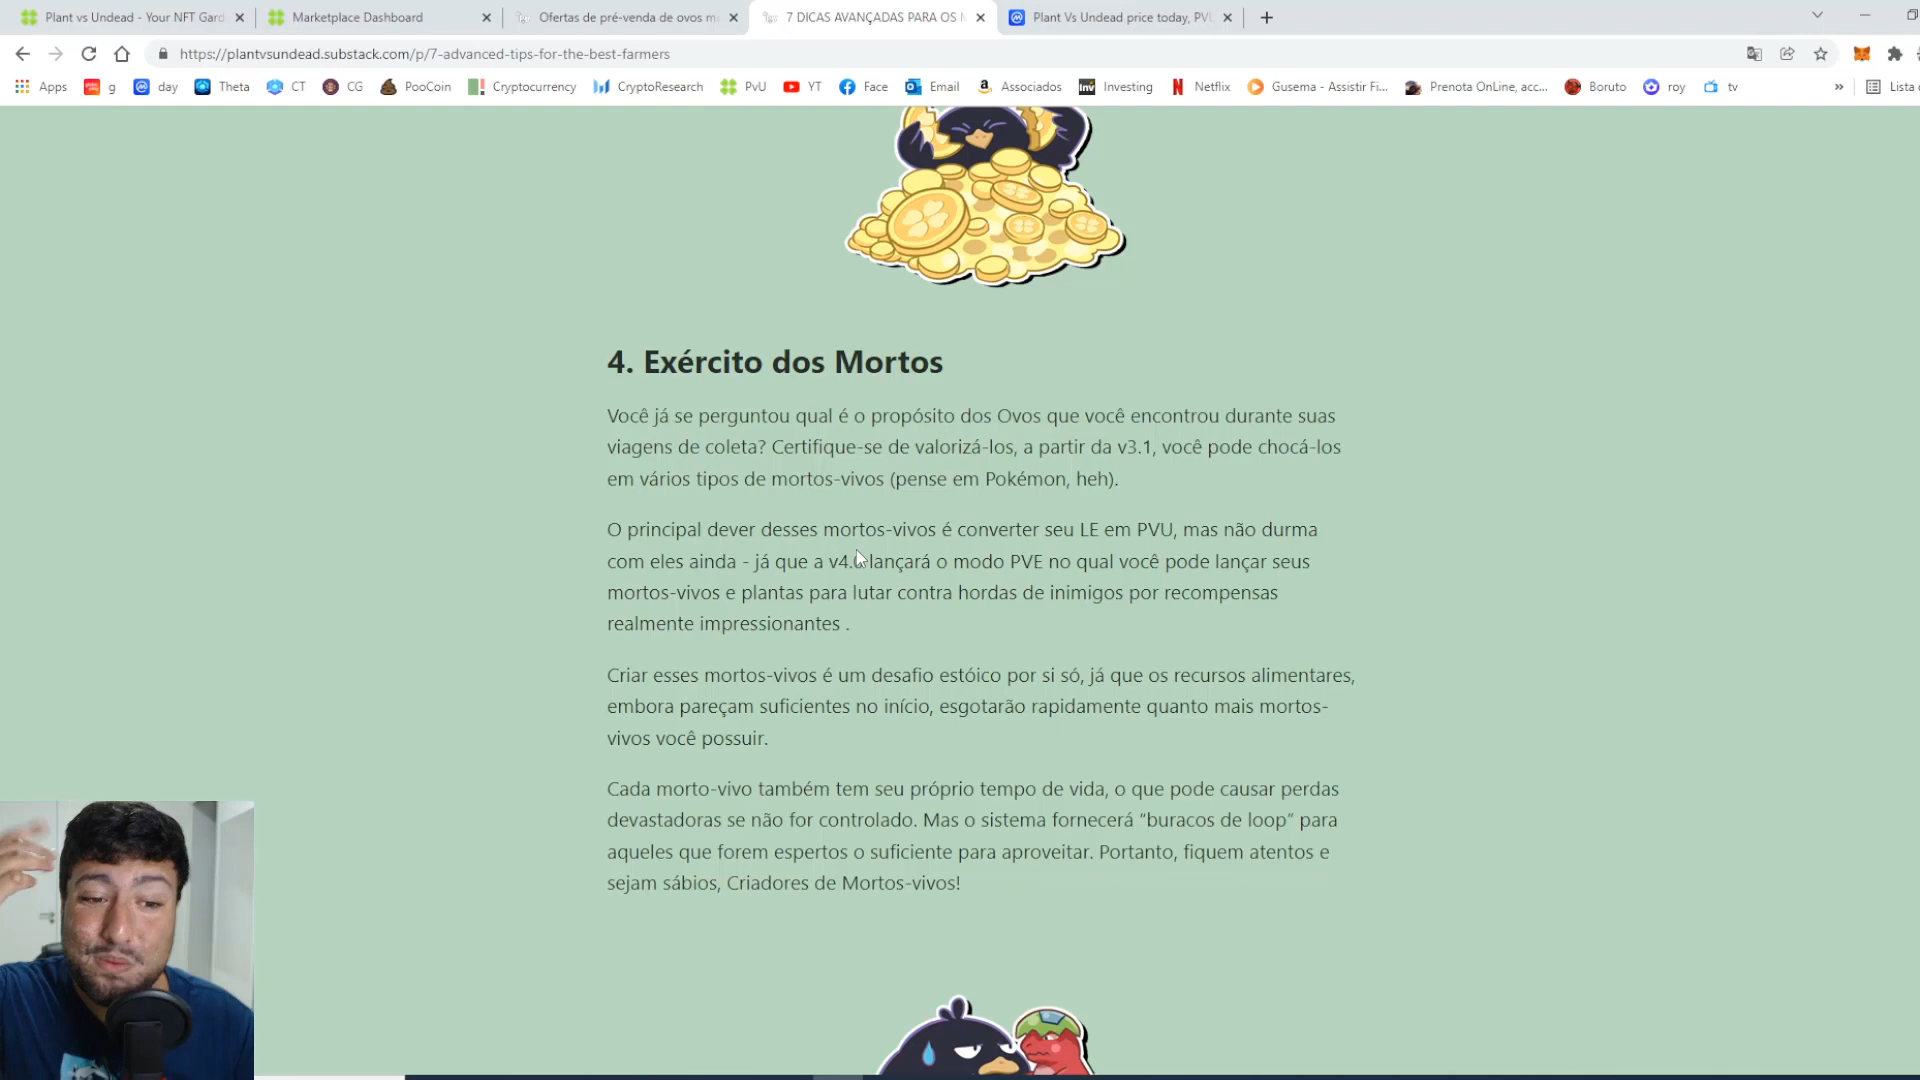 Plant vs Undead - Your NFT Gard
Marketplace Dashboard
Ofertas de pré-venda de ovos m
7 DICAS AVANÇADAS PARA OS
Plant Vs Undead price today, PVU
https://plantvsundead.substack.com/p/7-advanced-tips-for-the-best-farmers
Apps
g
day
Theta
CT
CG
PooCoin
Cryptocurrency
CryptoResearch
PvU
YT
Face
Email
Associados
Inv
Investing
Netflix
Gusema - Assistir Fi...
Prenota OnLine, acc...
Boruto
roy
tv
»
Lista
4. Exército dos Mortos
Você já se perguntou qual é o propósito dos Ovos que você encontrou durante suas
viagens de coleta? Certifique-se de valorizá-los, a partir da v3.1, você pode chocá-los
em vários tipos de mortos-vivos (pense em Pokémon, heh).
O principal dever desses mortos-vivos é converter seu LE em PVU, mas não durma
com eles ainda - já que a v4. lançará o modo PVE no qual você pode lançar seus
mortos-vivos e plantas para lutar contra hordas de inimigos por recompensas
realmente impressionantes .
Criar esses mortos-vivos é um desafio estóico por si só, já que os recursos alimentares,
embora pareçam suficientes no início, esgotarão rapidamente quanto mais mortos-
vivos você possuir.
Cada morto-vivo também tem seu próprio tempo de vida, o que pode causar perdas
devastadoras se não for controlado. Mas o sistema fornecerá “buracos de loop” para
aqueles que forem espertos o suficiente para aproveitar. Portanto, fiquem atentos e
sejam sábios, Criadores de Mortos-vivos!